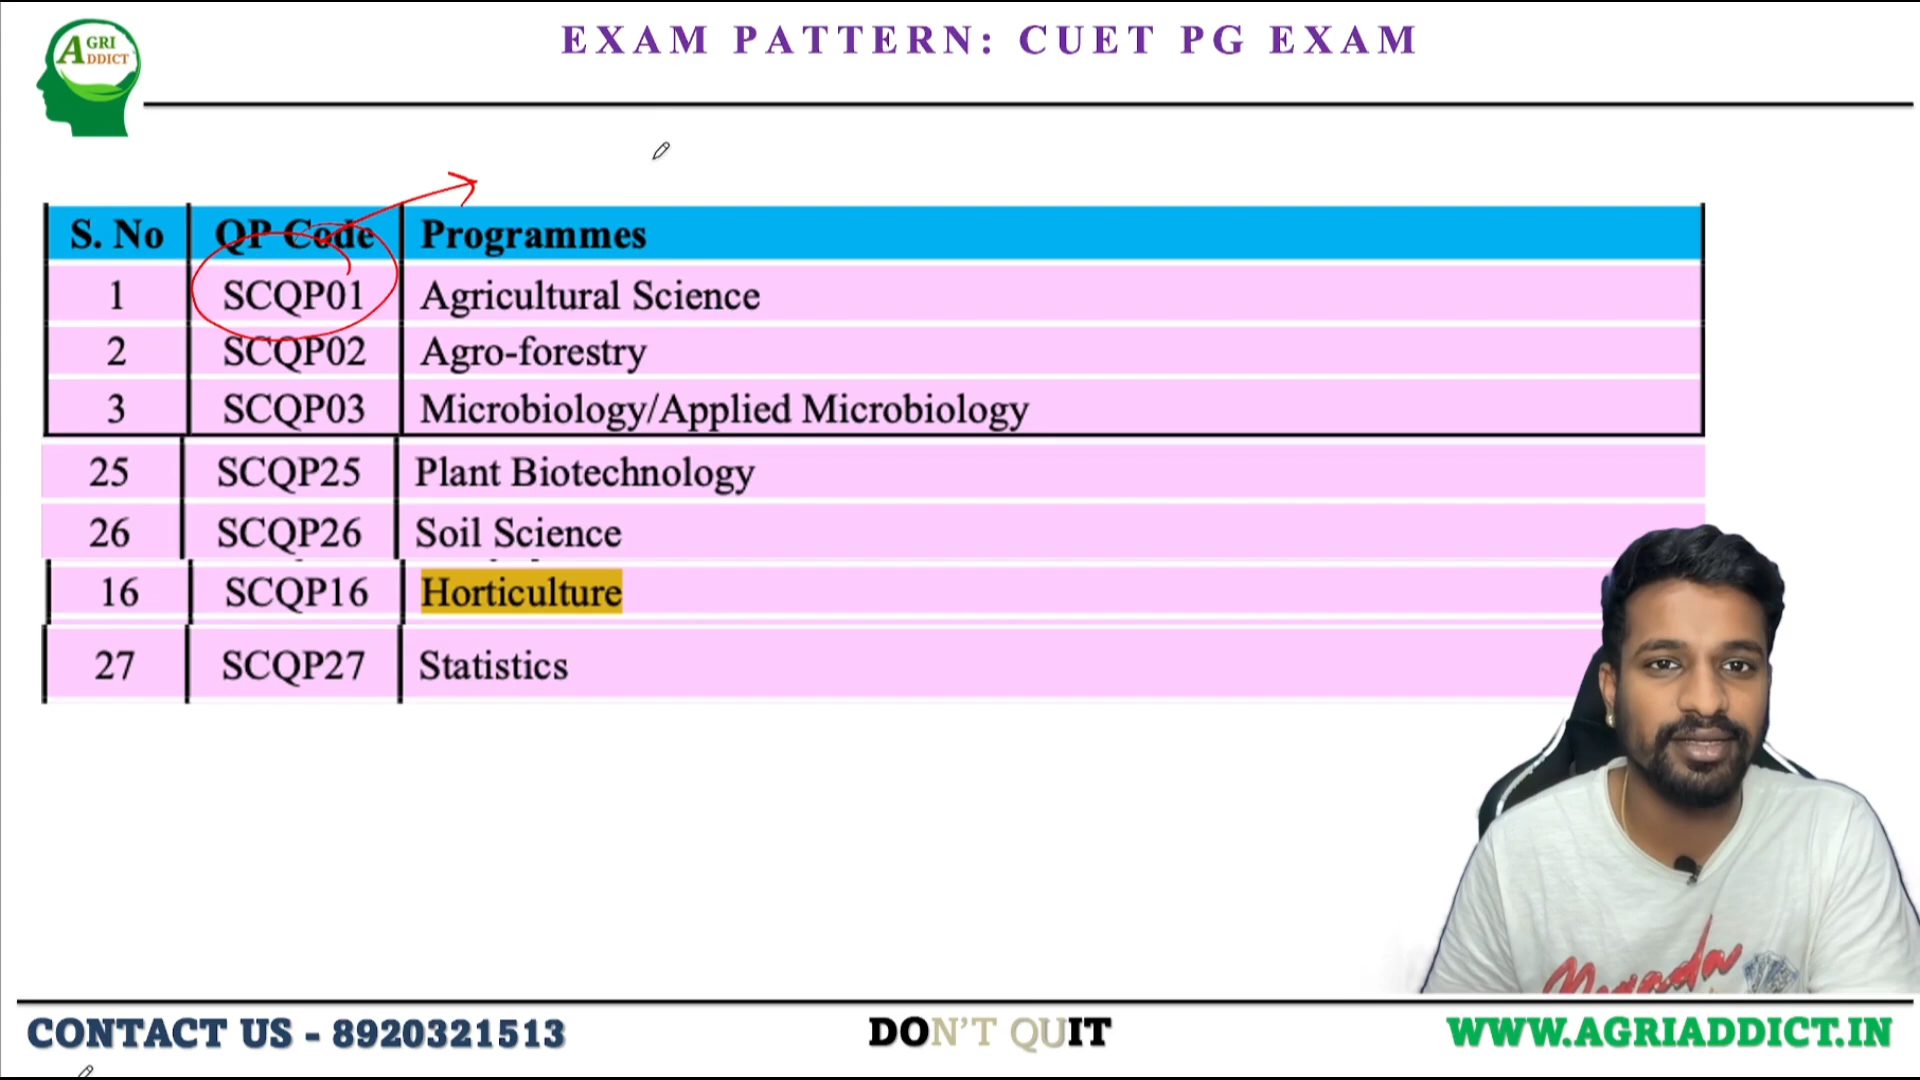 AGRI
ADDICT
EXAM PATTERN: CUET PG EXAM
S. No QP Code Programmes
1 SCQP01 Agricultural Science
2 SCQP02 Agro-forestry
3 SCQP03 Microbiology/Applied Microbiology
25 SCQP25 Plant Biotechnology
26 SCQP26 Soil Science
16 SCQP16 Horticulture
27 SCQP27 Statistics
CONTACT US - 8920321513
DON'T QUIT
WWW.AGRIADDICT.IN